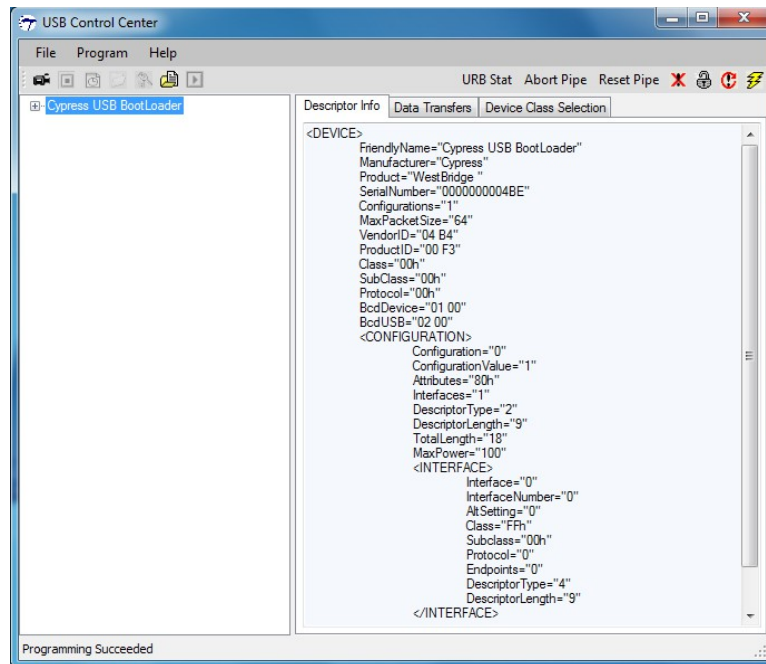 USB Control Center
File Program Help
URB Stat Abort Pipe Reset Pipe
Cypress USB BootLoader
Descriptor Info Data Transfers Device Class Selection
<DEVICE>
FriendlyName="Cypress USB BootLoader"
Manufacturer="Cypress"
Product="WestBridge "
SerialNumber="0000000004BE"
Configurations="1"
MaxPacketSize="64"
VendorID="04 B4"
ProductID="00 F3"
Class="00h"
SubClass="00h"
Protocol="00h"
BcdDevice="01 00"
BcdUSB="02 00"
<CONFIGURATION>
Configuration="0"
ConfigurationValue="1"
Attributes="80h"
Interfaces="1"
DescriptorType="2"
DescriptorLength="9"
TotalLength="18"
MaxPower="100"
<INTERFACE>
Interface="0"
InterfaceNumber="0"
AltSetting="0"
Class="FFh"
Subclass="00h"
Protocol="0"
Endpoints="0"
DescriptorType="4"
DescriptorLength="9"
</INTERFACE>
Programming Succeeded